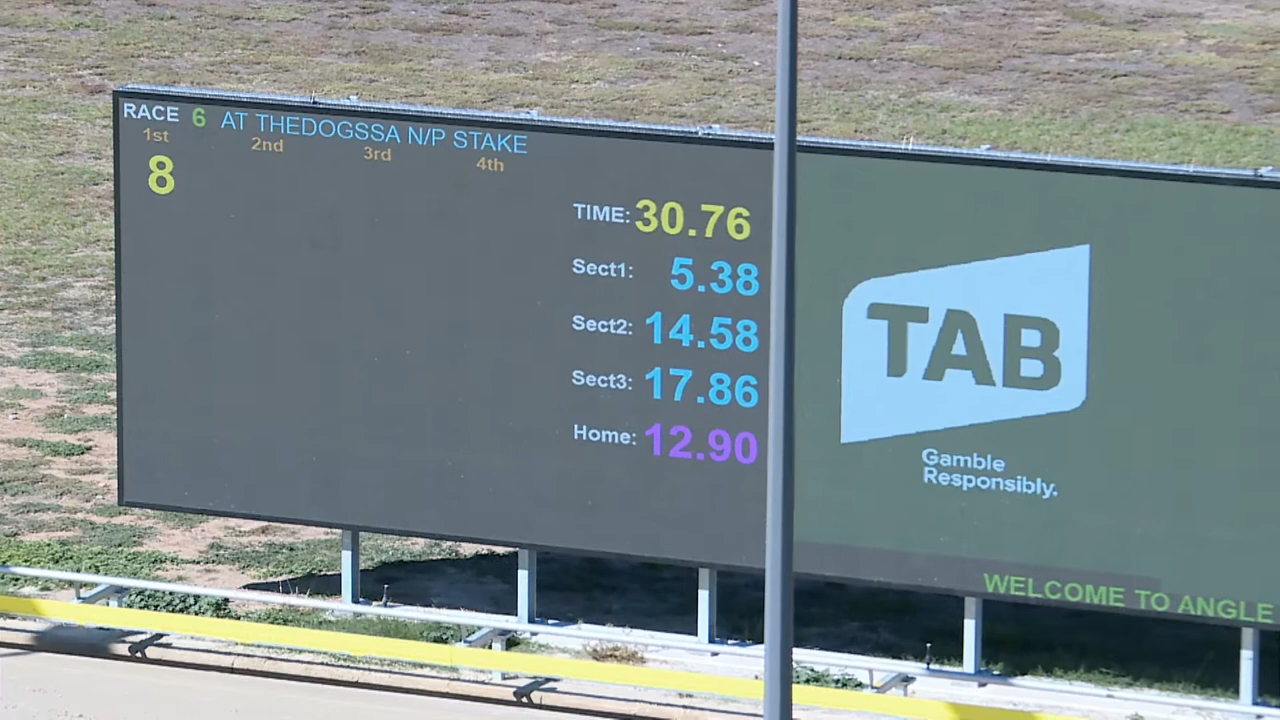 RACE 6 AT THEDOGSSA N/P STAKE
1st 2nd 3rd 4th
8
TIME: 30.76
Sect1: 5.38
Sect2: 14.58
Sect3: 17.86
Home: 12.90
TAB
Gamble
Responsibly.
WELCOME TO ANGLE